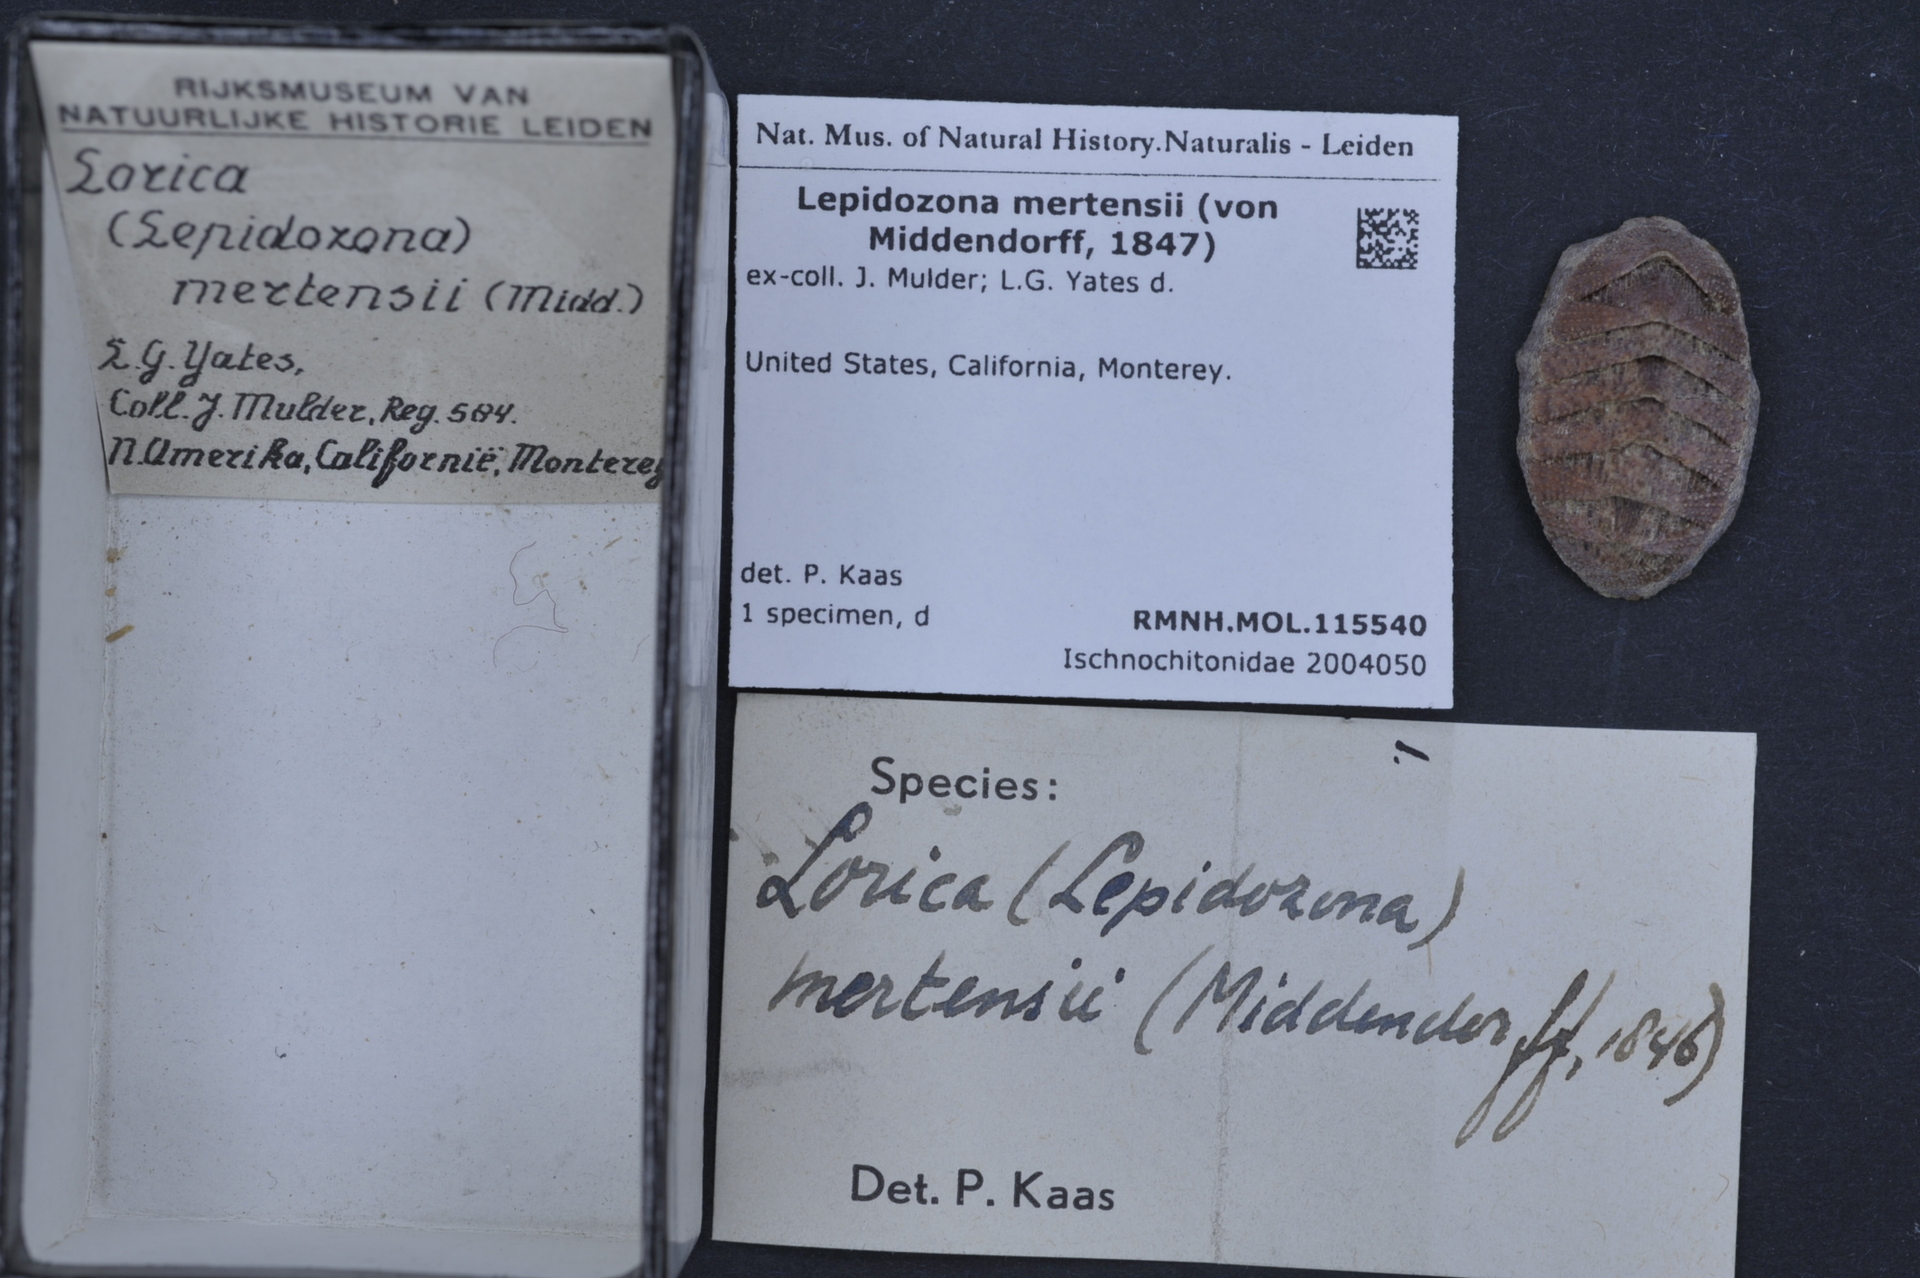 RIJKSMUSEUM VAN
NATUURLIJKE HISTORIE LEIDEN
Lorica
(Lepidozona)
mertensii (Midd.)
L.G. Yates,
Coll. J. Mulder, Reg. 504.
N. Amerika, Californië, Monterey
Nat. Mus. of Natural History.Naturalis - Leiden
Lepidozona mertensii (von
Middendorff, 1847)
ex-coll. J. Mulder; L.G. Yates d.
United States, California, Monterey.
det. P. Kaas
1 specimen, d
RMNH.MOL.115540
Ischnochitonidae 2004050
Species:
Lorica (Lepidozona)
mertensii (Middendorff, 1846)
Det. P. Kaas